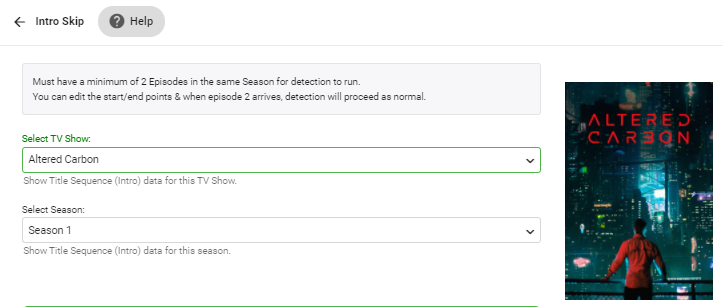 Intro Skip
Help
Must have a minimum of 2 Episodes in the same Season for detection to run.
You can edit the start/end points & when episode 2 arrives, detection will proceed as normal.
Select TV Show:
Altered Carbon
Show Title Sequence (Intro) data for this TV Show.
Select Season:
Season 1
Show Title Sequence (Intro) data for this season.
ALTERED
CARBON